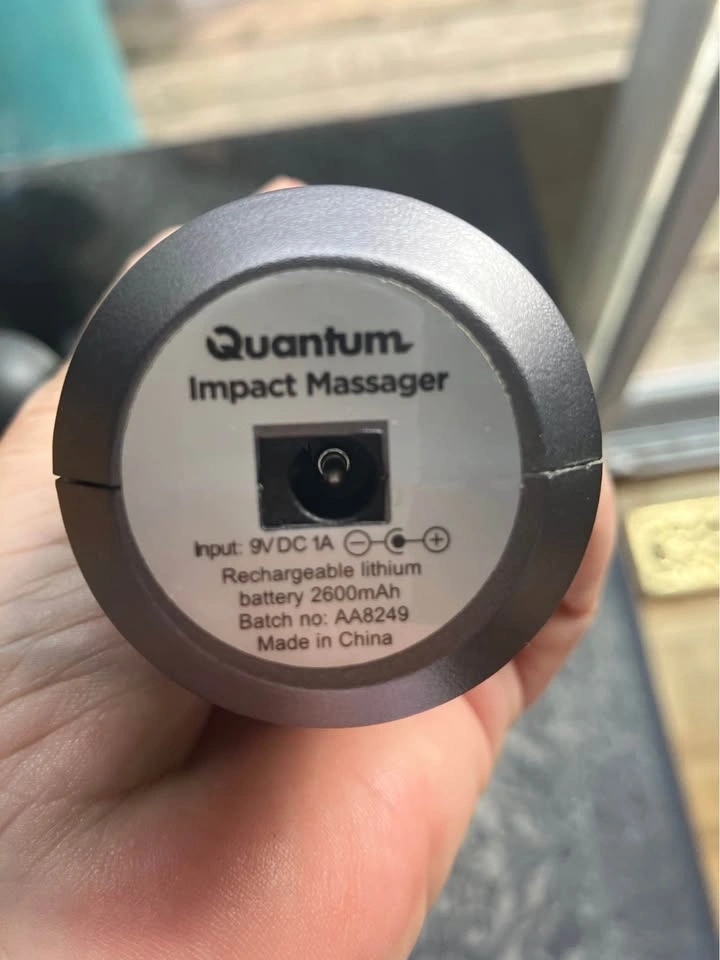 Quantum
Impact Massager
Input: 9V DC 1A
Rechargeable lithium
battery 2600mAh
Batch no: AA8249
Made in China